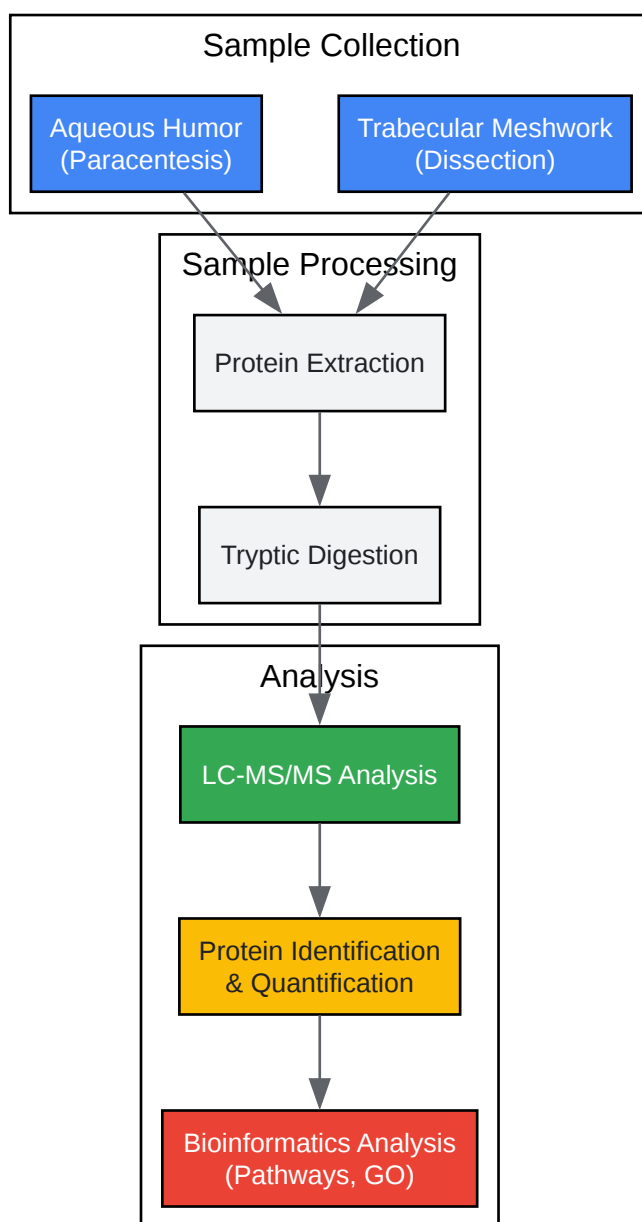 Sample Collection
Aqueous Humor
(Paracentesis)
Trabecular Meshwork
(Dissection)
Sample Processing
Protein Extraction
Tryptic Digestion
Analysis
LC-MS/MS Analysis
Protein Identification
& Quantification
Bioinformatics Analysis
(Pathways, GO)